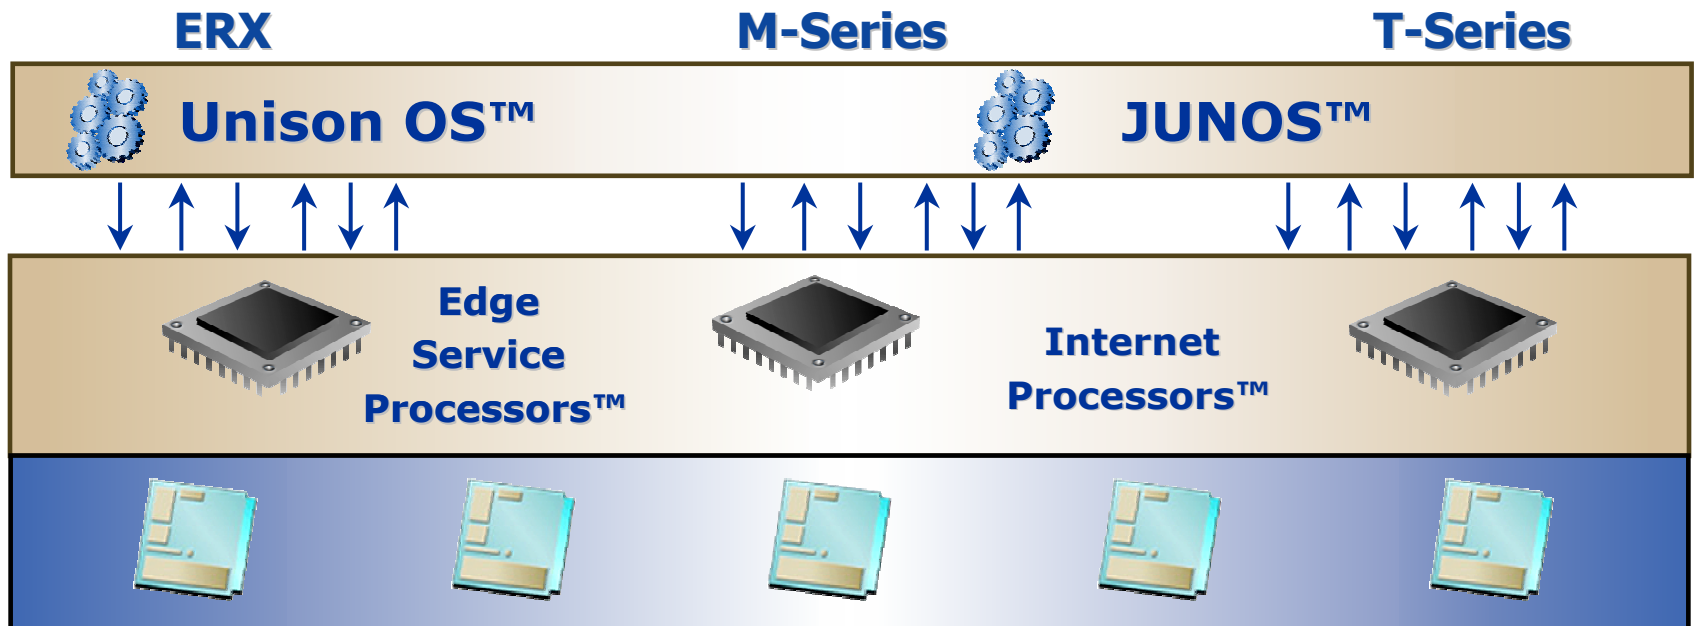 ERX
M-Series
T-Series
Unison OS™
JUNOS™
Edge
Service
Processors™
Internet
Processors™